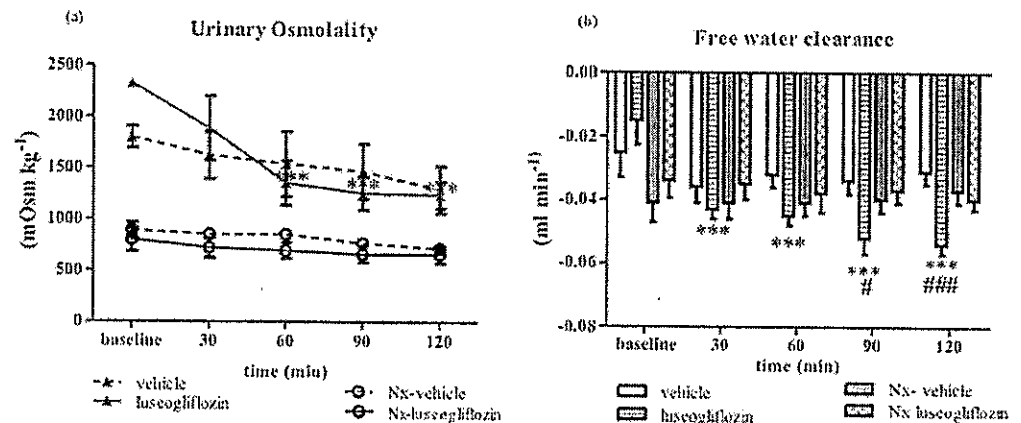 (a)
Urinary Osmolality
2500
2000
1500
1000
500
0
(mOsm kg⁻¹)
***
***
***
baseline 30 60 90 120
time (min)
vehicle
luseogliflozin
Nx-vehicle
Nx-luseogliflozin
(b)
Free water clearance
0.00
-0.02
-0.04
-0.06
-0.08
(ml min⁻¹)
*** ***
*** ***
# ###
baseline 30 60 90 120
time (min)
vehicle
luseogliflozin
Nx- vehicle
Nx luseogliflozin